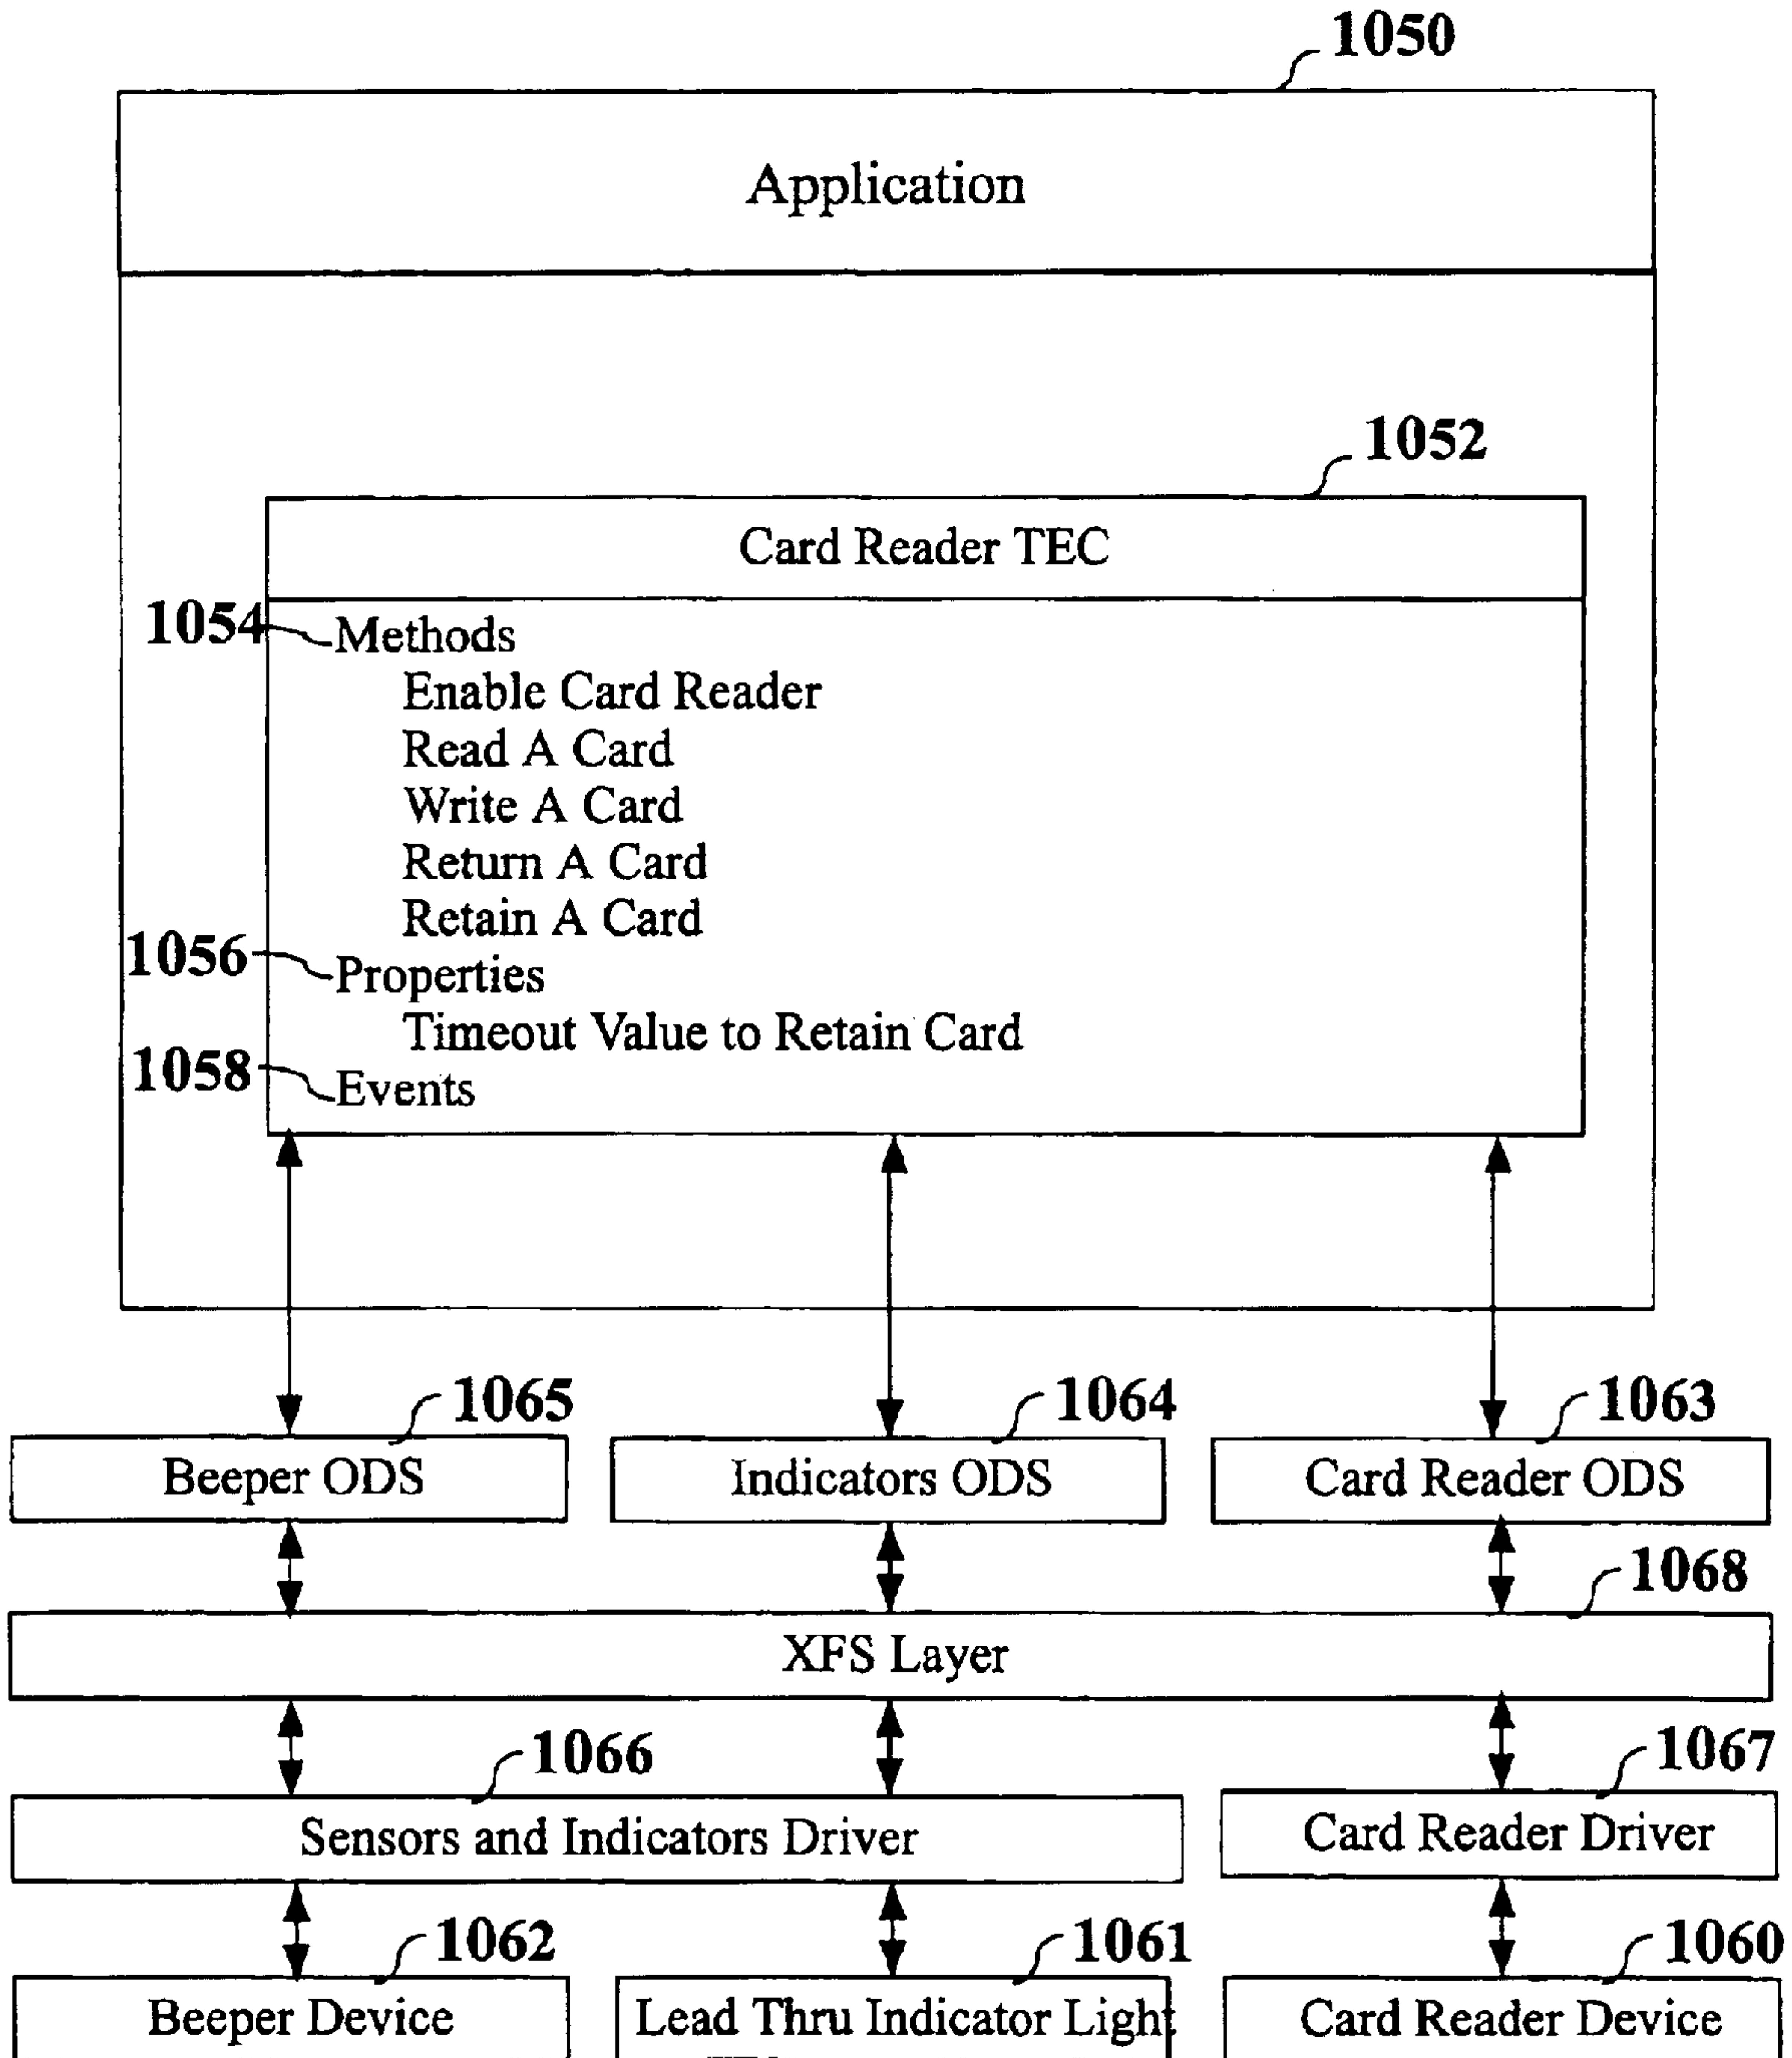 1050
Application
1052
Card Reader TEC
1054
Methods
Enable Card Reader
Read A Card
Write A Card
Return A Card
Retain A Card
1056
Properties
Timeout Value to Retain Card
1058
Events
1065
1064
1063
Beeper ODS
Indicators ODS
Card Reader ODS
1068
XFS Layer
1066
1067
Sensors and Indicators Driver
Card Reader Driver
1062
1061
1060
Beeper Device
Lead Thru Indicator Light
Card Reader Device